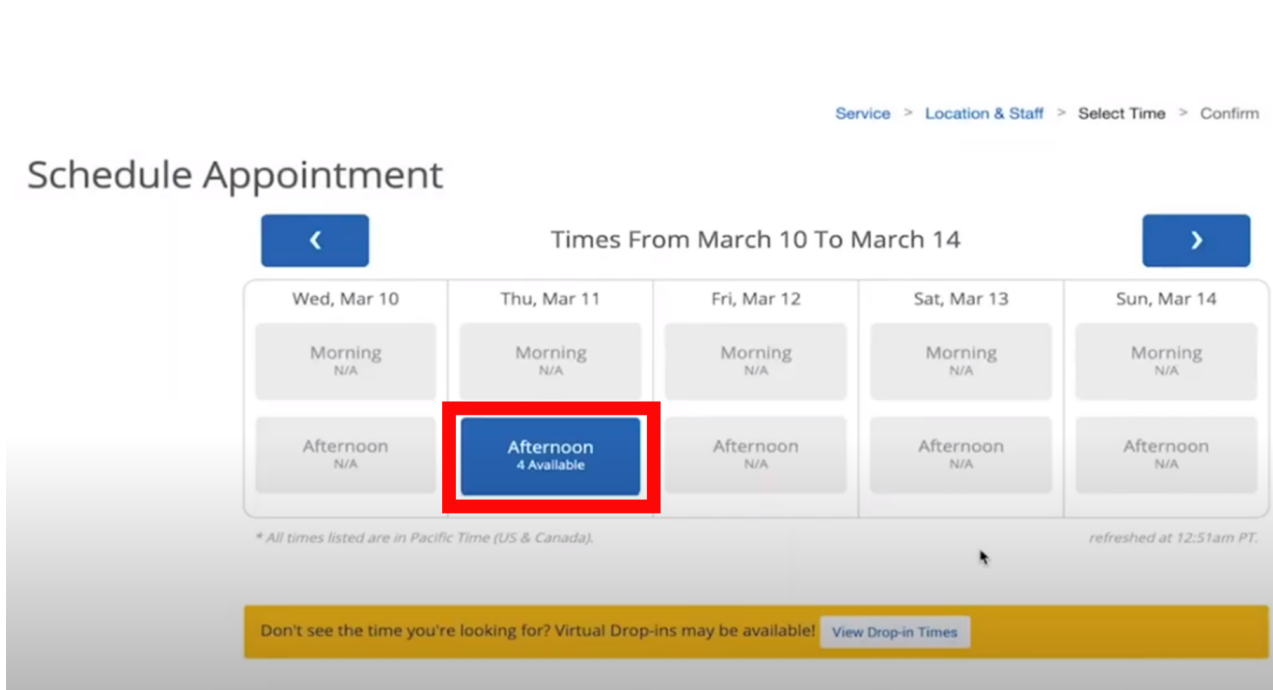 Service > Location & Staff > Select Time > Confirm
Schedule Appointment
Times From March 10 To March 14
Wed, Mar 10
Thu, Mar 11
Fri, Mar 12
Sat, Mar 13
Sun, Mar 14
Morning
N/A
Morning
N/A
Morning
N/A
Morning
N/A
Morning
N/A
Afternoon
N/A
Afternoon
4 Available
Afternoon
N/A
Afternoon
N/A
Afternoon
N/A
* All times listed are in Pacific Time (US & Canada).
refreshed at 12:51am PT.
Don't see the time you're looking for? Virtual Drop-ins may be available! View Drop-in Times